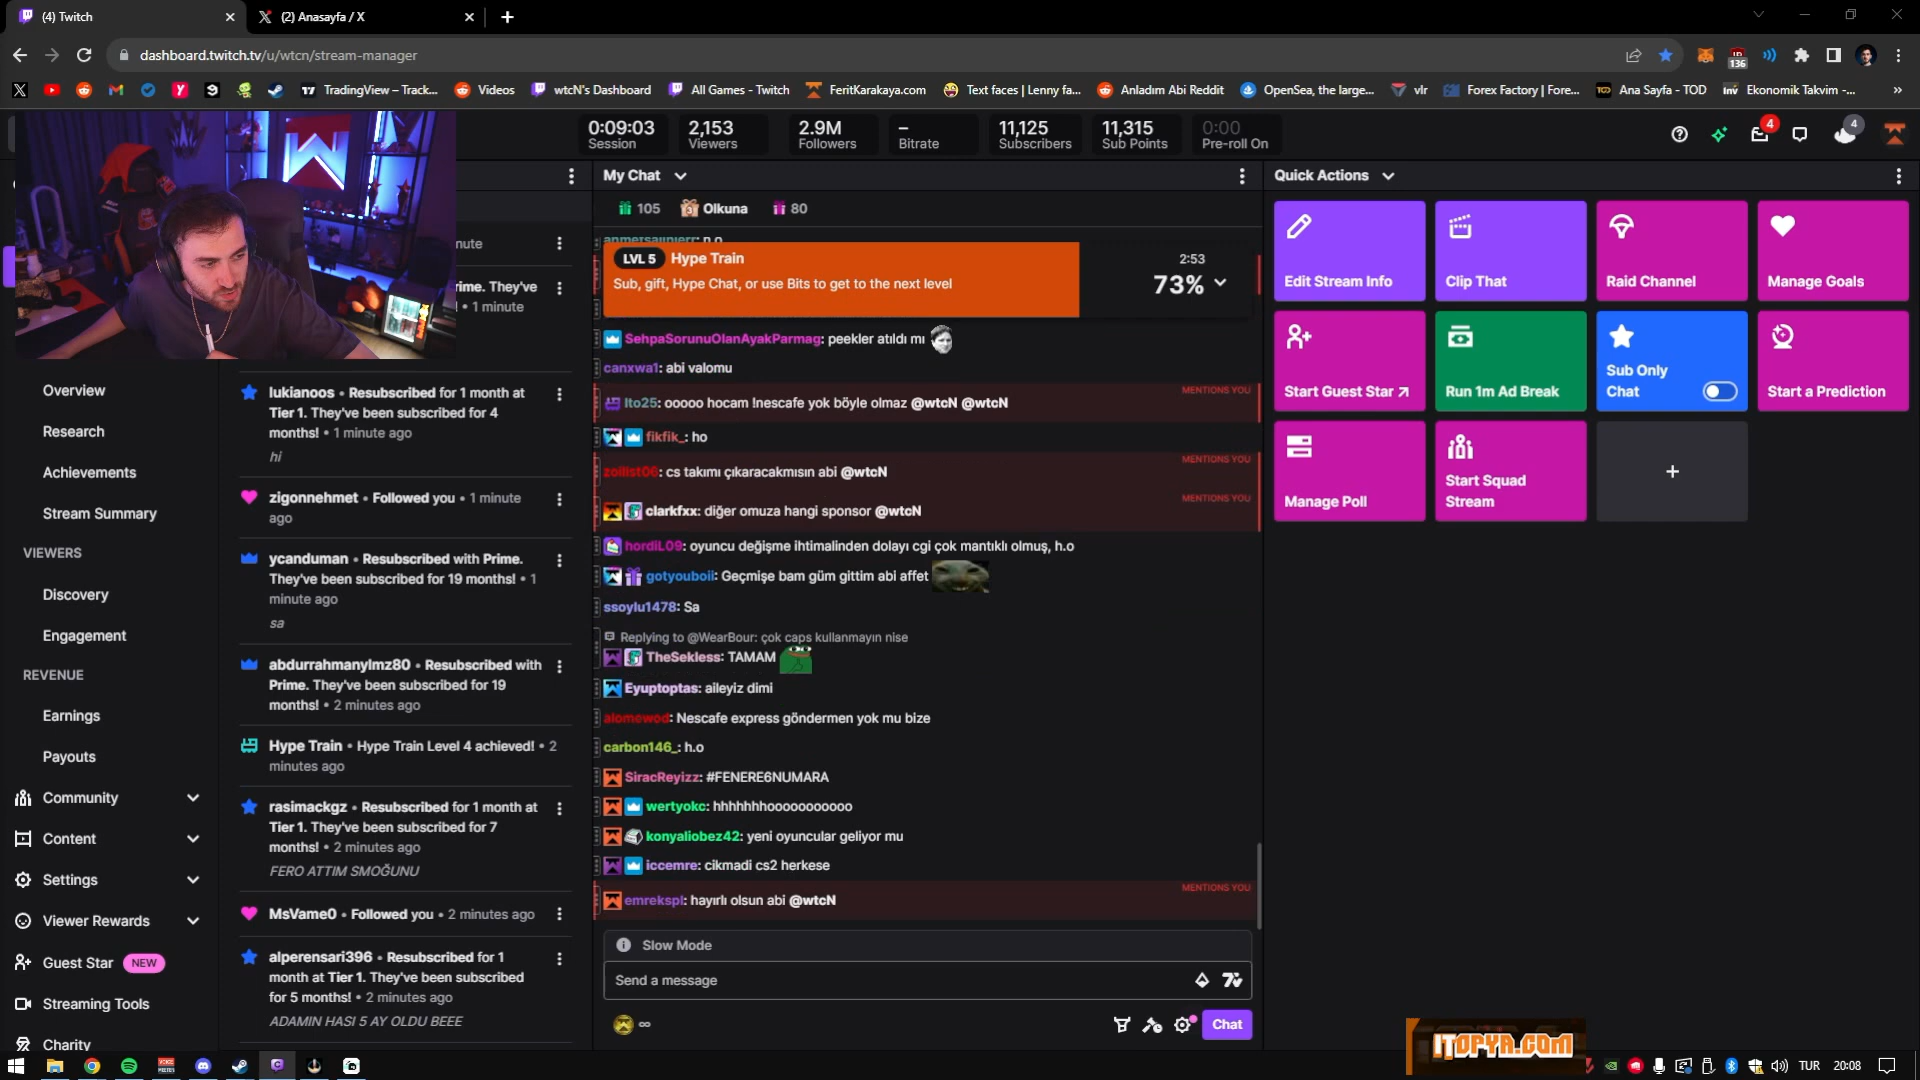 (4) Twitch
(2) Anasayfa / X
dashboard.twitch.tv/u/wtcn/stream-manager
136
TradingView – Track...
Videos
wtcN's Dashboard
All Games - Twitch
FeritKarakaya.com
Text faces | Lenny fa...
Anladım Abi Reddit
OpenSea, the large...
vlr
Forex Factory | Fore...
Ana Sayfa - TOD
Ekonomik Takvim -...
0:09:03
Session
2,153
Viewers
2.9M
Followers
–
Bitrate
11,125
Subscribers
11,315
Sub Points
0:00
Pre-roll On
4
4
Overview
Research
Achievements
Stream Summary
VIEWERS
Discovery
Engagement
REVENUE
Earnings
Payouts
Community
Content
Settings
Viewer Rewards
Guest Star NEW
Streaming Tools
Charity
nute
rime. They've
• 1 minute
lukianoos • Resubscribed for 1 month at
Tier 1. They've been subscribed for 4
months! • 1 minute ago
hi
zigonnehmet • Followed you • 1 minute
ago
ycanduman • Resubscribed with Prime.
They've been subscribed for 19 months! • 1
minute ago
sa
abdurrahmanylmz80 • Resubscribed with
Prime. They've been subscribed for 19
months! • 2 minutes ago
Hype Train • Hype Train Level 4 achieved! • 2
minutes ago
rasimackgz • Resubscribed for 1 month at
Tier 1. They've been subscribed for 7
months! • 2 minutes ago
FERO ATTIM SMOĞUNU
MsVame0 • Followed you • 2 minutes ago
alperensari396 • Resubscribed for 1
month at Tier 1. They've been subscribed
for 5 months! • 2 minutes ago
ADAMIN HASI 5 AY OLDU BEEE
My Chat
105
Olkuna
80
LVL 5 Hype Train
Sub, gift, Hype Chat, or use Bits to get to the next level
2:53
73%
SehpaSorunuOlanAyakParmag: peekler atıldı mı
canxwa1: abi valomu
MENTIONS YOU
lto25: ooooo hocam !nescafe yok böyle olmaz @wtcN @wtcN
fikfik_: ho
MENTIONS YOU
zoilist06: cs takımı çıkaracakmısın abi @wtcN
MENTIONS YOU
clarkfxx: diğer omuza hangi sponsor @wtcN
hordiL09: oyuncu değişme ihtimalinden dolayı cgi çok mantıklı olmuş, h.o
gotyouboii: Geçmişe bam güm gittim abi affet
ssoylu1478: Sa
Replying to @WearBour: çok caps kullanmayın nise
TheSekless: TAMAM
Eyuptoptas: aileyiz dimi
alomewod: Nescafe express göndermen yok mu bize
carbon146_: h.o
SiracReyizz: #FENERE6NUMARA
wertyokc: hhhhhhhooooooooooo
konyaliobez42: yeni oyuncular geliyor mu
iccemre: cikmadi cs2 herkese
MENTIONS YOU
emrekspl: hayırlı olsun abi @wtcN
Slow Mode
Send a message
∞
Chat
Quick Actions
Edit Stream Info
Clip That
Raid Channel
Manage Goals
Start Guest Star
Run 1m Ad Break
Sub Only
Chat
Start a Prediction
Manage Poll
Start Squad
Stream
+
ITOPYA.COM
TUR
20:08